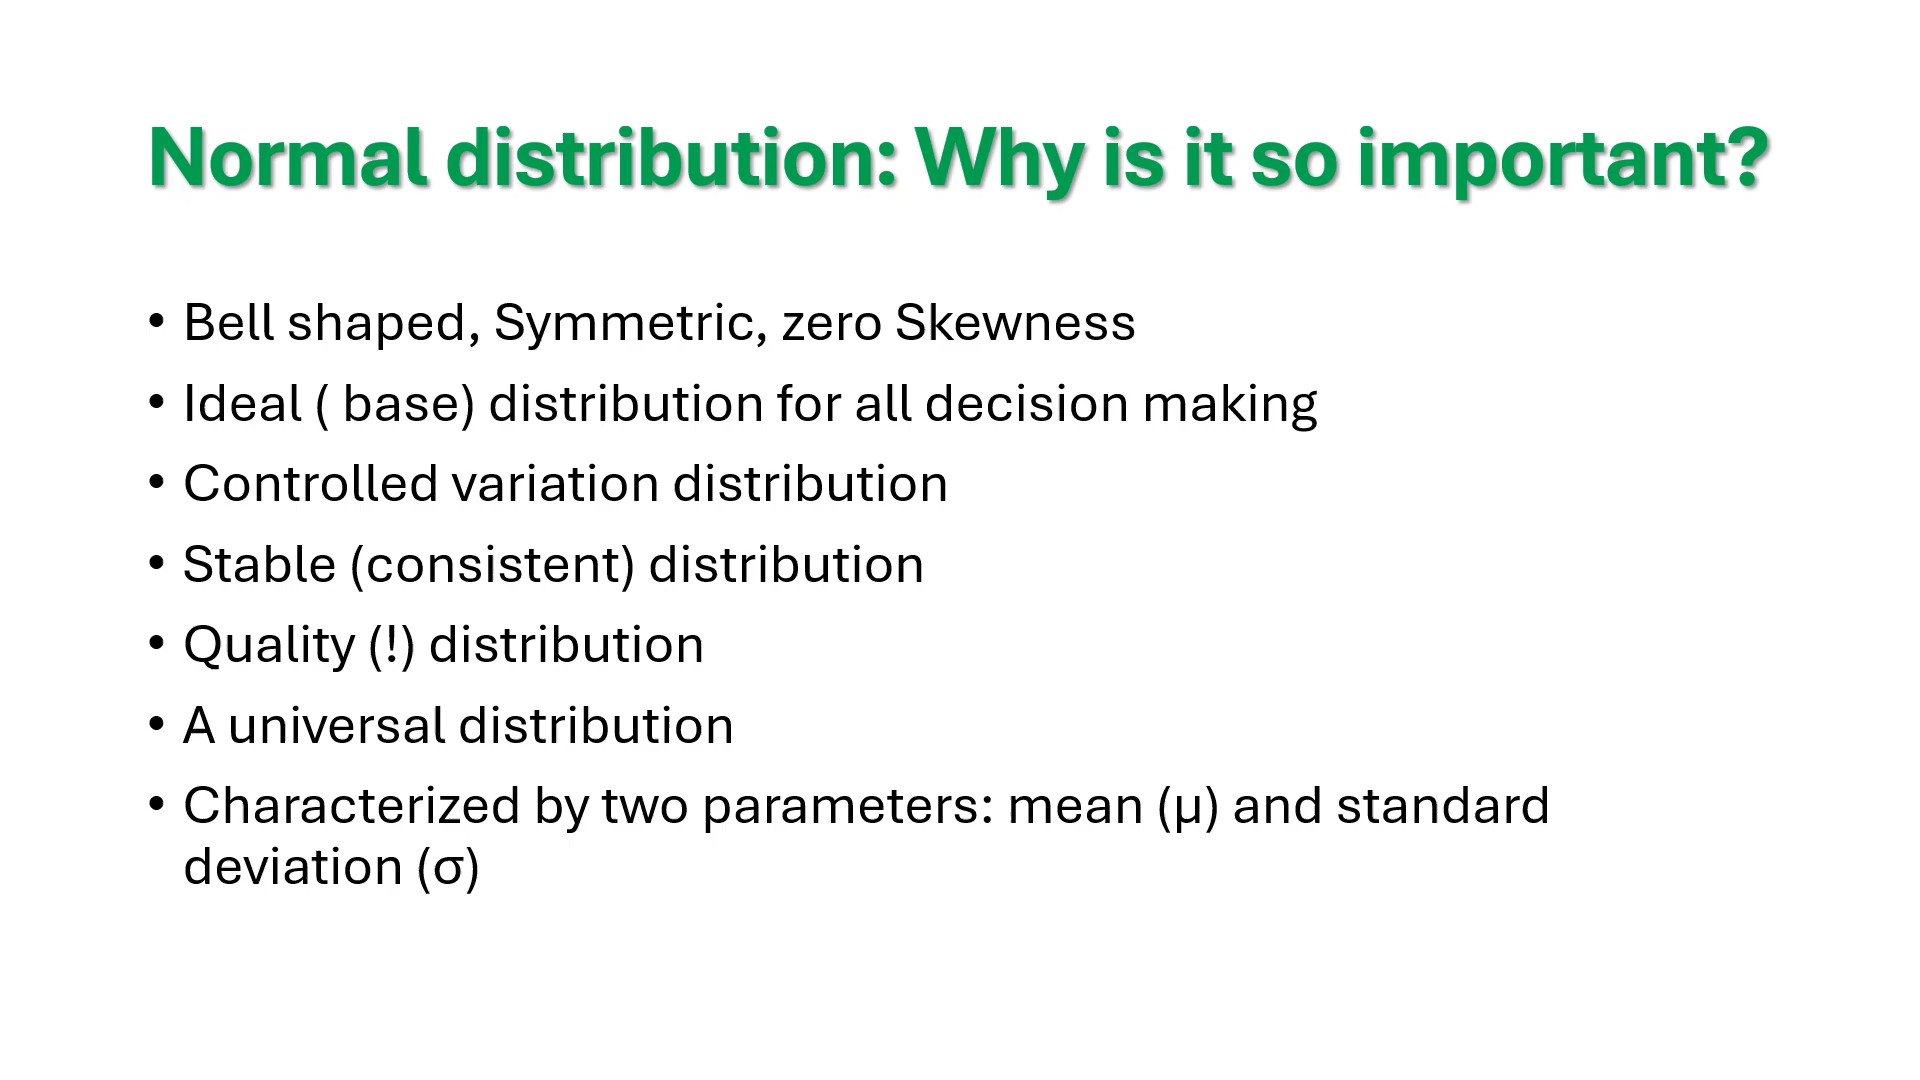 Normal distribution: Why is it so important?
• Bell shaped, Symmetric, zero Skewness
• Ideal ( base) distribution for all decision making
• Controlled variation distribution
• Stable (consistent) distribution
• Quality (!) distribution
• A universal distribution
• Characterized by two parameters: mean (μ) and standard
deviation (σ)